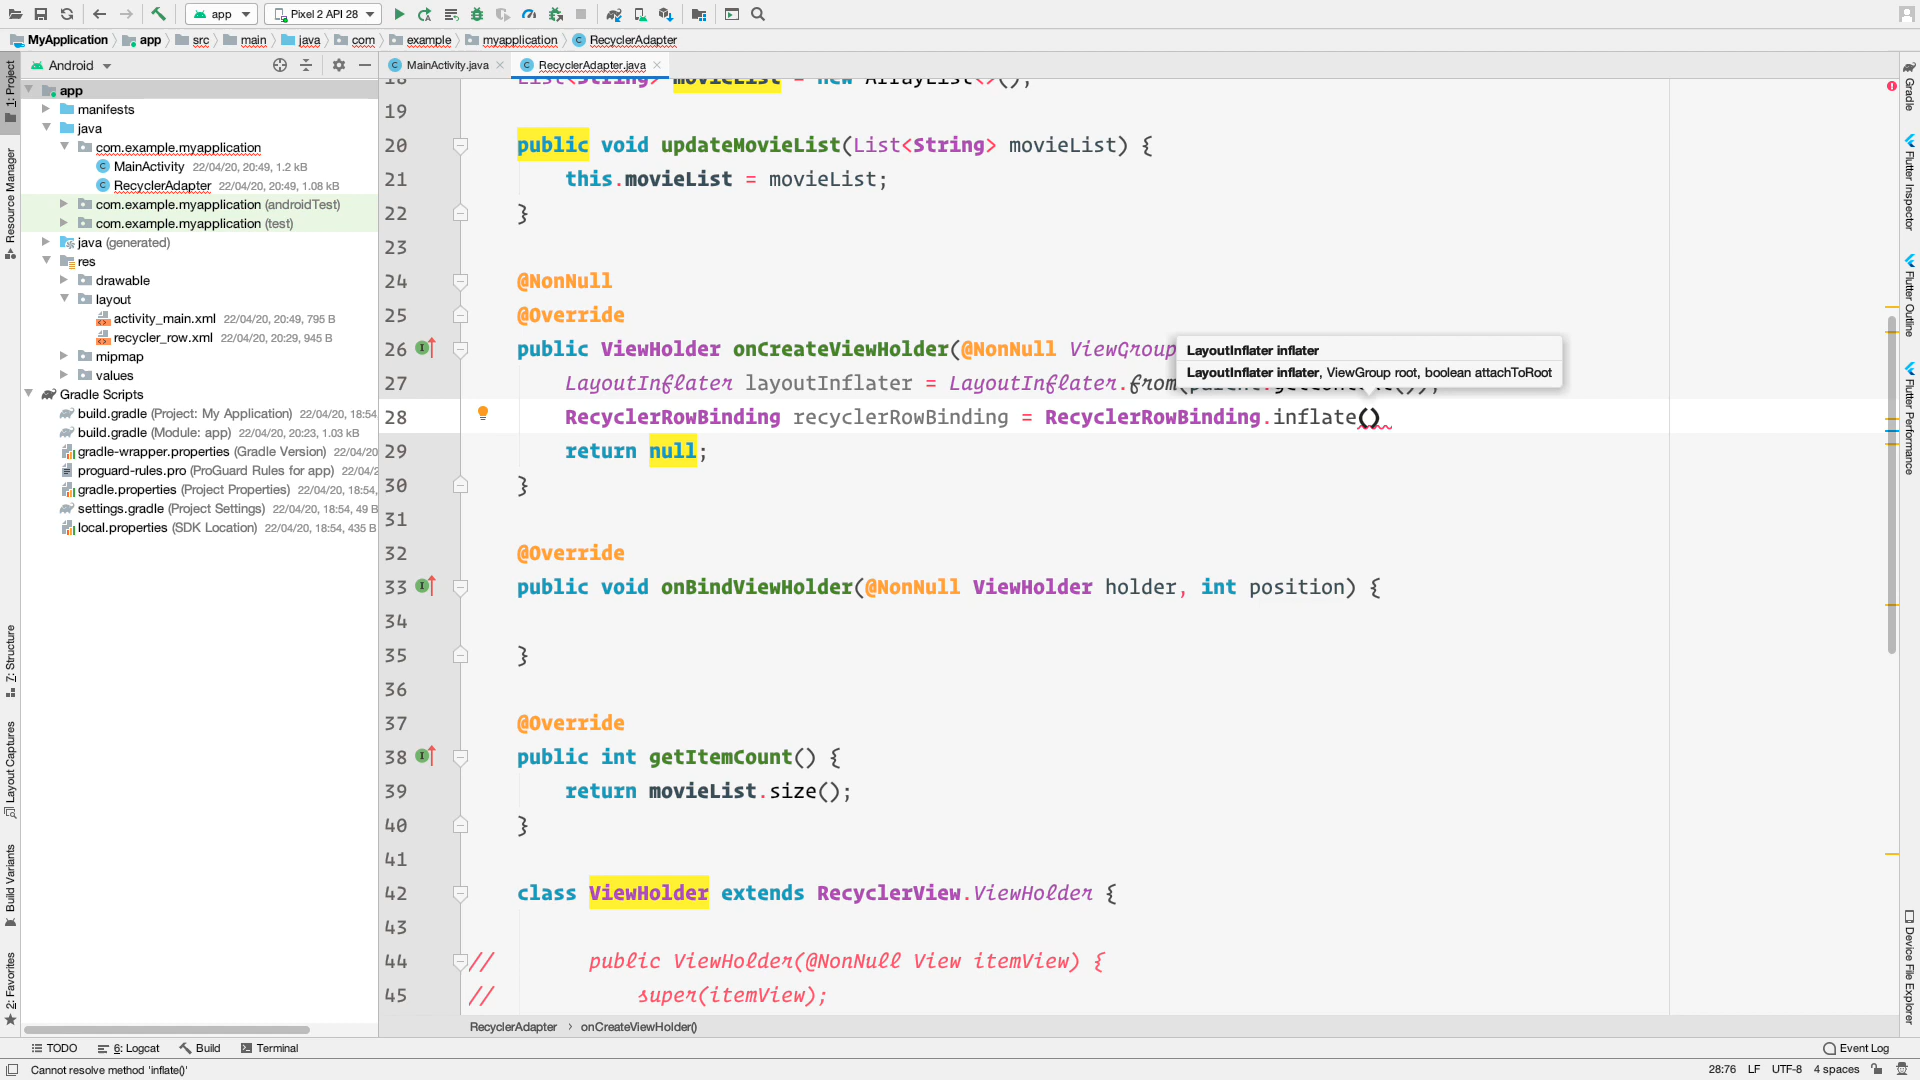 app
Pixel 2 API 28
MyApplication
app
src
main
java
com
example
myapplication
RecyclerAdapter
Android
MainActivity.java
RecyclerAdapter.java
1: Project
Resource Manager
7: Structure
Layout Captures
Build Variants
2: Favorites
app
manifests
java
com.example.myapplication
MainActivity 22/04/20, 20:49, 1.2 kB
RecyclerAdapter 22/04/20, 20:49, 1.08 kB
com.example.myapplication (androidTest)
com.example.myapplication (test)
java (generated)
res
drawable
layout
activity_main.xml 22/04/20, 20:49, 795 B
recycler_row.xml 22/04/20, 20:29, 945 B
mipmap
values
Gradle Scripts
build.gradle (Project: My Application) 22/04/20, 18:54
build.gradle (Module: app) 22/04/20, 20:23, 1.03 kB
gradle-wrapper.properties (Gradle Version) 22/04/20
proguard-rules.pro (ProGuard Rules for app) 22/04/2
gradle.properties (Project Properties) 22/04/20, 18:54,
settings.gradle (Project Settings) 22/04/20, 18:54, 49 B
local.properties (SDK Location) 22/04/20, 18:54, 435 B
18 List<String> movieList = new ArrayList<>();
19
20 public void updateMovieList(List<String> movieList) {
21 this.movieList = movieList;
22 }
23
24 @NonNull
25 @Override
26 public ViewHolder onCreateViewHolder(@NonNull ViewGroup
LayoutInflater inflater
LayoutInflater inflater, ViewGroup root, boolean attachToRoot
27 LayoutInflater layoutInflater = LayoutInflater.from(parent.getContext());
28 RecyclerRowBinding recyclerRowBinding = RecyclerRowBinding.inflate()
29 return null;
30 }
31
32 @Override
33 public void onBindViewHolder(@NonNull ViewHolder holder, int position) {
34
35 }
36
37 @Override
38 public int getItemCount() {
39 return movieList.size();
40 }
41
42 class ViewHolder extends RecyclerView.ViewHolder {
43
44 // public ViewHolder(@NonNull View itemView) {
45 // super(itemView);
RecyclerAdapter › onCreateViewHolder()
Gradle
Flutter Inspector
Flutter Outline
Flutter Performance
Device File Explorer
TODO
6: Logcat
Build
Terminal
Event Log
Cannot resolve method 'inflate()'
28:76 LF UTF-8 4 spaces